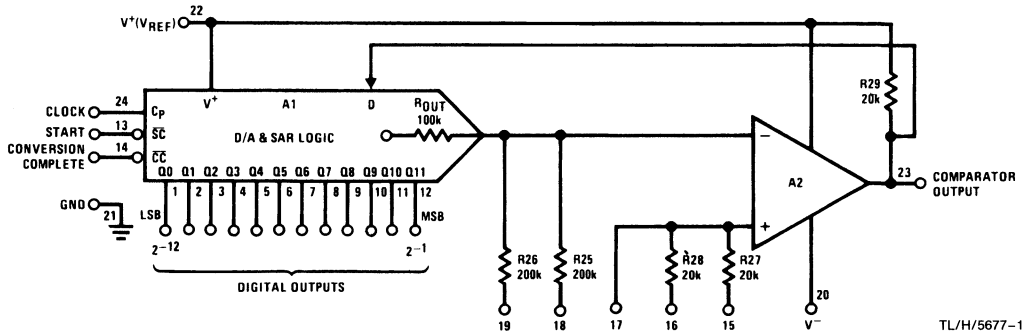 V+(VREF) 22
24
CLOCK
CP
V+
A1
D
ROUT
100k
R29
20k
START 13
SC
D/A & SAR LOGIC
CONVERSION
COMPLETE
14
CC
Q0 Q1 Q2 Q3 Q4 Q5 Q6 Q7 Q8 Q9 Q10 Q11
1 2 3 4 5 6 7 8 9 10 11 12
GND
21
LSB
MSB
2-12
2-1
DIGITAL OUTPUTS
−
A2
+
23
COMPARATOR
OUTPUT
R26
200k
R25
200k
R28
20k
R27
20k
19
18
17
16
15
20
V−
TL/H/5677-1